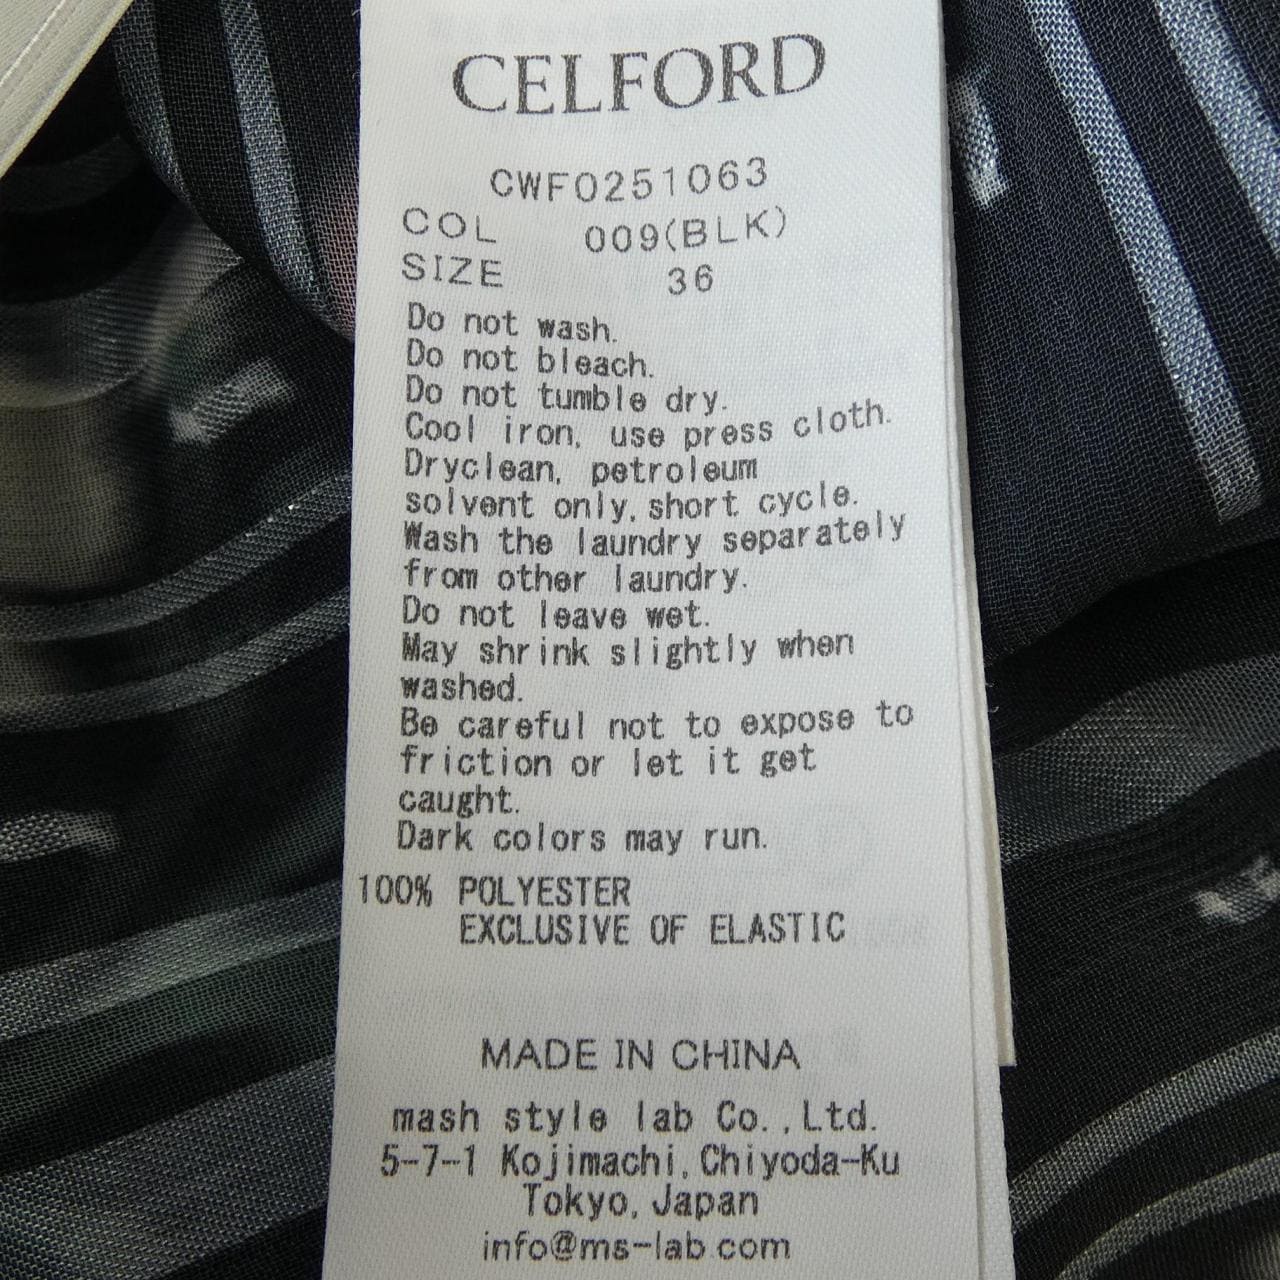 CELFORD
CWF0251063
COL 009(BLK)
SIZE 36
Do not wash.
Do not bleach.
Do not tumble dry.
Cool iron, use press cloth.
Dryclean, petroleum
solvent only, short cycle.
Wash the laundry separately
from other laundry.
Do not leave wet.
May shrink slightly when
washed.
Be careful not to expose to
friction or let it get
caught.
Dark colors may run.
100% POLYESTER
EXCLUSIVE OF ELASTIC
MADE IN CHINA
mash style lab Co.,Ltd.
5-7-1 Kojimachi, Chiyoda-Ku
Tokyo, Japan
info@ms-lab.com